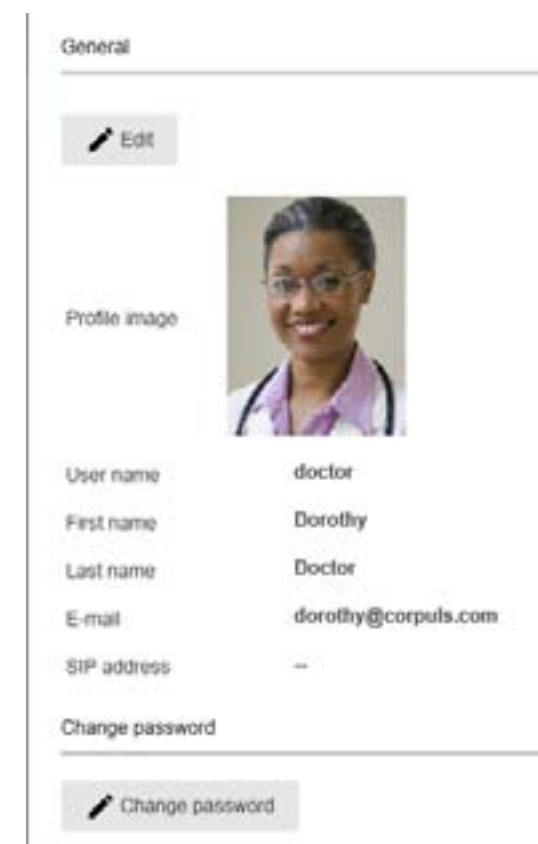 General
Edit
Profile image
User name doctor
First name Dorothy
Last name Doctor
E-mail dorothy@corpuls.com
SIP address --
Change password
Change password